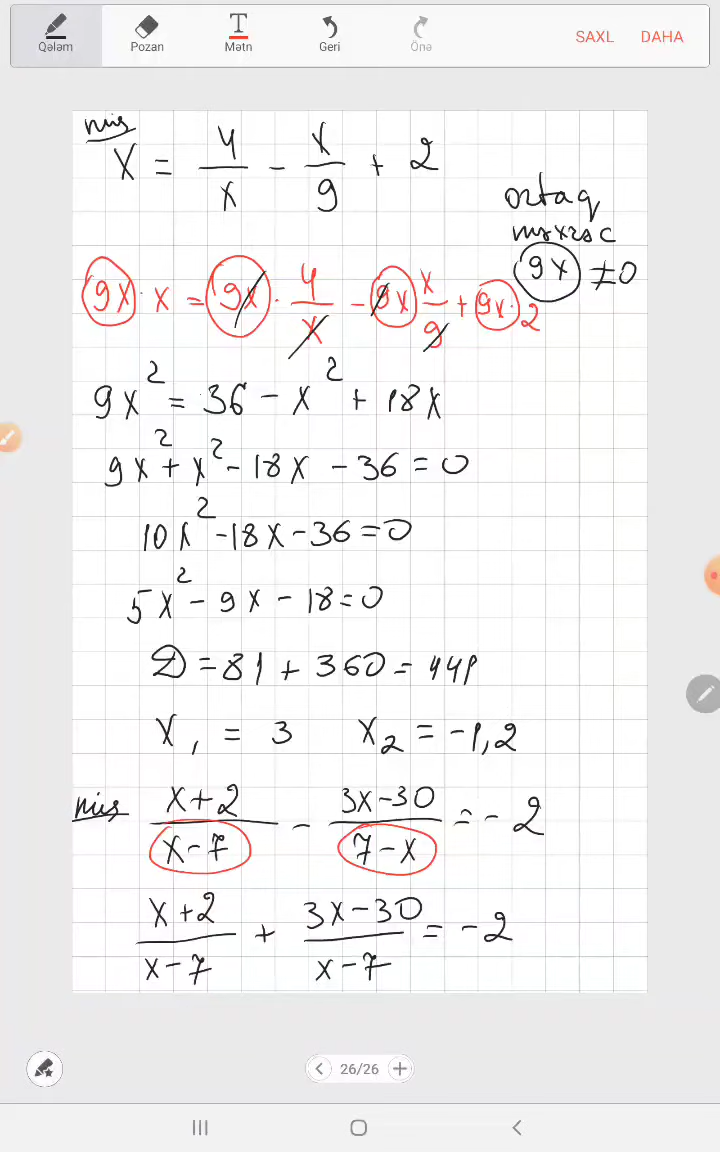 Qələm Pozan Mətn Geri Önə SAXL DAHA
mis
x = 4/x - x/9 + 2
ortaq
məxrəc
9x ≠ 0
9x · x = 9x · 4/x - 9x x/9 + 9x · 2
9x² = 36 - x² + 18x
9x² + x² - 18x - 36 = 0
10x² - 18x - 36 = 0
5x² - 9x - 18 = 0
D = 81 + 360 = 441
x₁ = 3 x₂ = -1,2
mis (x+2)/(x-7) - (3x-30)/(7-x) = -2
(x+2)/(x-7) + (3x-30)/(x-7) = -2
26/26